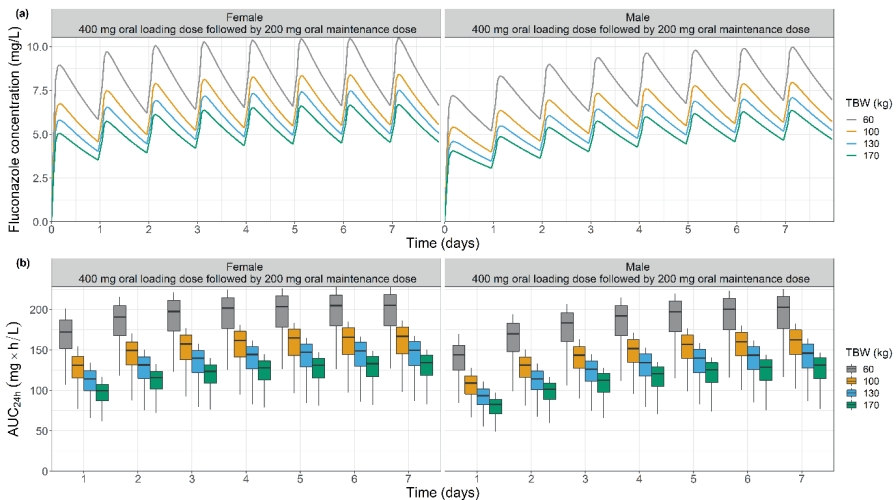 (a)
Female
400 mg oral loading dose followed by 200 mg oral maintenance dose
Male
400 mg oral loading dose followed by 200 mg oral maintenance dose
Fluconazole concentration (mg/L)
10.0
7.5
5.0
2.5
0.0
0 1 2 3 4 5 6 7
0 1 2 3 4 5 6 7
Time (days)
Time (days)
TBW (kg)
60
100
130
170
(b)
Female
400 mg oral loading dose followed by 200 mg oral maintenance dose
Male
400 mg oral loading dose followed by 200 mg oral maintenance dose
AUC24h (mg × h/L)
200
150
100
50
0
1 2 3 4 5 6 7
1 2 3 4 5 6 7
Time (days)
Time (days)
TBW (kg)
60
100
130
170